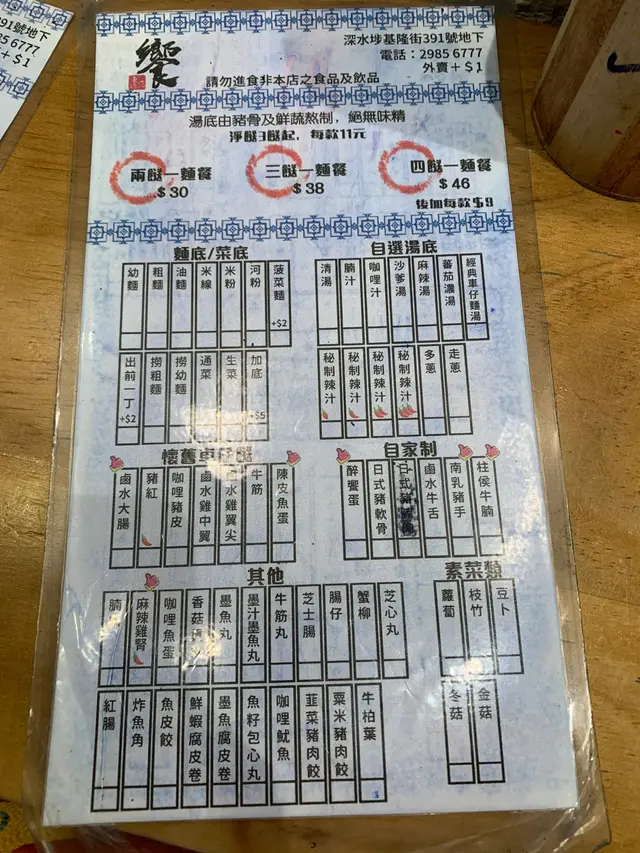 深水埗基隆街391號地下
電話：2985 6777
外賣＋$1
饗
請勿進食非本店之食品及飲品
湯底由豬骨及鮮蔬熬制，絕無味精
淨餸3餸起，每款11元
兩餸一麵餐
$ 30
三餸一麵餐
$ 38
四餸一麵餐
$ 46
後加每款$9
麵底/菜底
幼麵
粗麵
油麵
米線
米粉
河粉
菠菜麵 +$2
出前一丁 +$2
撈粗麵
撈幼麵
通菜
生菜
加底 +$5
自選湯底
清湯
腩汁
咖哩汁
沙爹湯
麻辣湯
蕃茄濃湯
經典車仔麵湯
秘制辣汁
秘制辣汁
秘制辣汁
秘制辣汁
多蔥
走蔥
懷舊車仔
鹵水大腸
豬紅
咖哩豬皮
鹵水雞中翼
水雞翼尖
牛筋
陳皮魚蛋
自家制
醉饗蛋
日式豬軟骨
日式豬
鹵水牛舌
南乳豬手
柱侯牛腩
其他
腩
麻辣雞腎
咖哩魚蛋
香菇
墨魚丸
墨汁墨魚丸
牛筋丸
芝士腸
腸仔
蟹柳
芝心丸
紅腸
炸魚角
魚皮餃
鮮蝦腐皮卷
墨魚腐皮卷
魚籽包心丸
咖哩魷魚
韮菜豬肉餃
粟米豬肉餃
牛柏葉
素菜類
蘿蔔
枝竹
豆卜
冬菇
金菇
391號地下
985 6777
＋$1